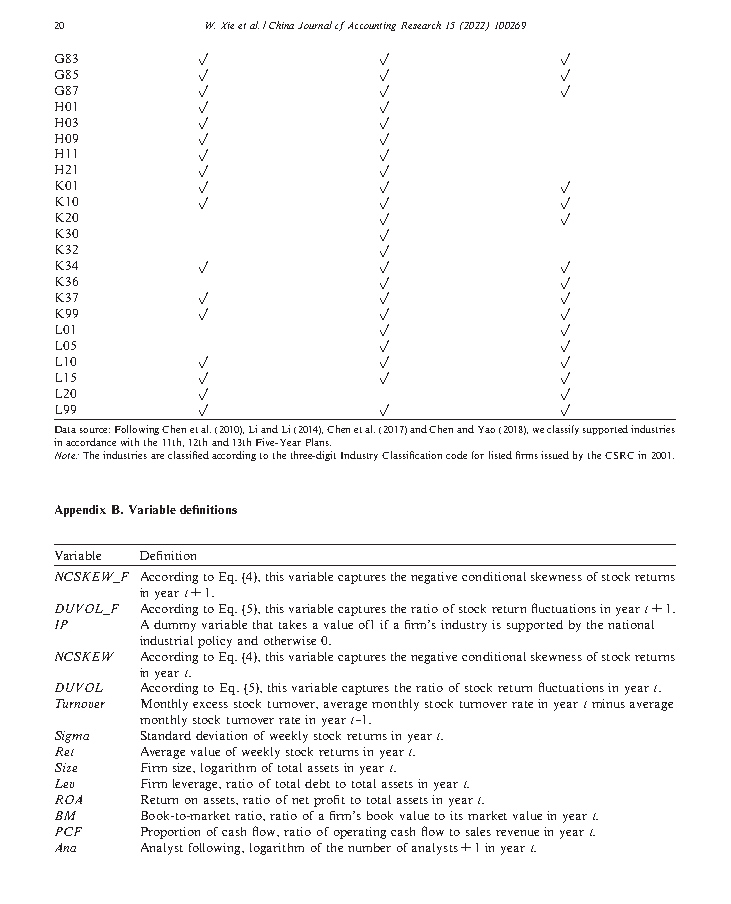 20
W. Xie et al. / China Journal of Accounting Research 15 (2022) 100269
G83 √ √ √
G85 √ √ √
G87 √ √ √
H01 √ √
H03 √ √
H09 √ √
H11 √ √
H21 √ √
K01 √ √ √
K10 √ √ √
K20 √ √
K30 √
K32 √
K34 √ √ √
K36 √ √
K37 √ √ √
K99 √ √ √
L01 √ √
L05 √ √
L10 √ √ √
L15 √ √ √
L20 √ √
L99 √ √ √
Data source: Following Chen et al. (2010), Li and Li (2014), Chen et al. (2017) and Chen and Yao (2018), we classify supported industries
in accordance with the 11th, 12th and 13th Five-Year Plans.
Note: The industries are classified according to the three-digit Industry Classification code for listed firms issued by the CSRC in 2001.
Appendix B. Variable definitions
Variable Definition
NCSKEW_F According to Eq. (4), this variable captures the negative conditional skewness of stock returns
in year t + 1.
DUVOL_F According to Eq. (5), this variable captures the ratio of stock return fluctuations in year t + 1.
IP A dummy variable that takes a value of1 if a firm's industry is supported by the national
industrial policy and otherwise 0.
NCSKEW According to Eq. (4), this variable captures the negative conditional skewness of stock returns
in year t.
DUVOL According to Eq. (5), this variable captures the ratio of stock return fluctuations in year t.
Turnover Monthly excess stock turnover, average monthly stock turnover rate in year t minus average
monthly stock turnover rate in year t–1.
Sigma Standard deviation of weekly stock returns in year t.
Ret Average value of weekly stock returns in year t.
Size Firm size, logarithm of total assets in year t.
Lev Firm leverage, ratio of total debt to total assets in year t.
ROA Return on assets, ratio of net profit to total assets in year t.
BM Book-to-market ratio, ratio of a firm's book value to its market value in year t.
PCF Proportion of cash flow, ratio of operating cash flow to sales revenue in year t.
Ana Analyst following, logarithm of the number of analysts + 1 in year t.